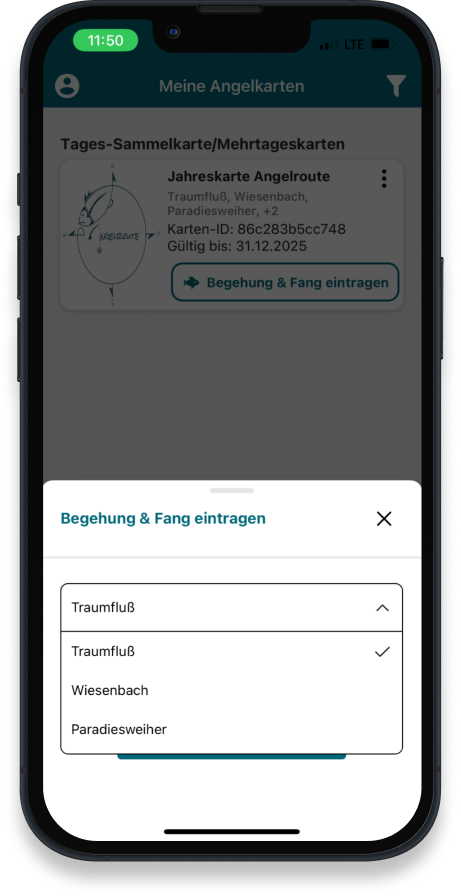 11:50
LTE
Meine Angelkarten
Tages-Sammelkarte/Mehrtageskarten
Jahreskarte Angelroute
Traumfluß, Wiesenbach,
Paradiesweiher, +2
Karten-ID: 86c283b5cc748
Gültig bis: 31.12.2025
ANGELROUTE
Begehung & Fang eintragen
Begehung & Fang eintragen
Traumfluß
Traumfluß
Wiesenbach
Paradiesweiher